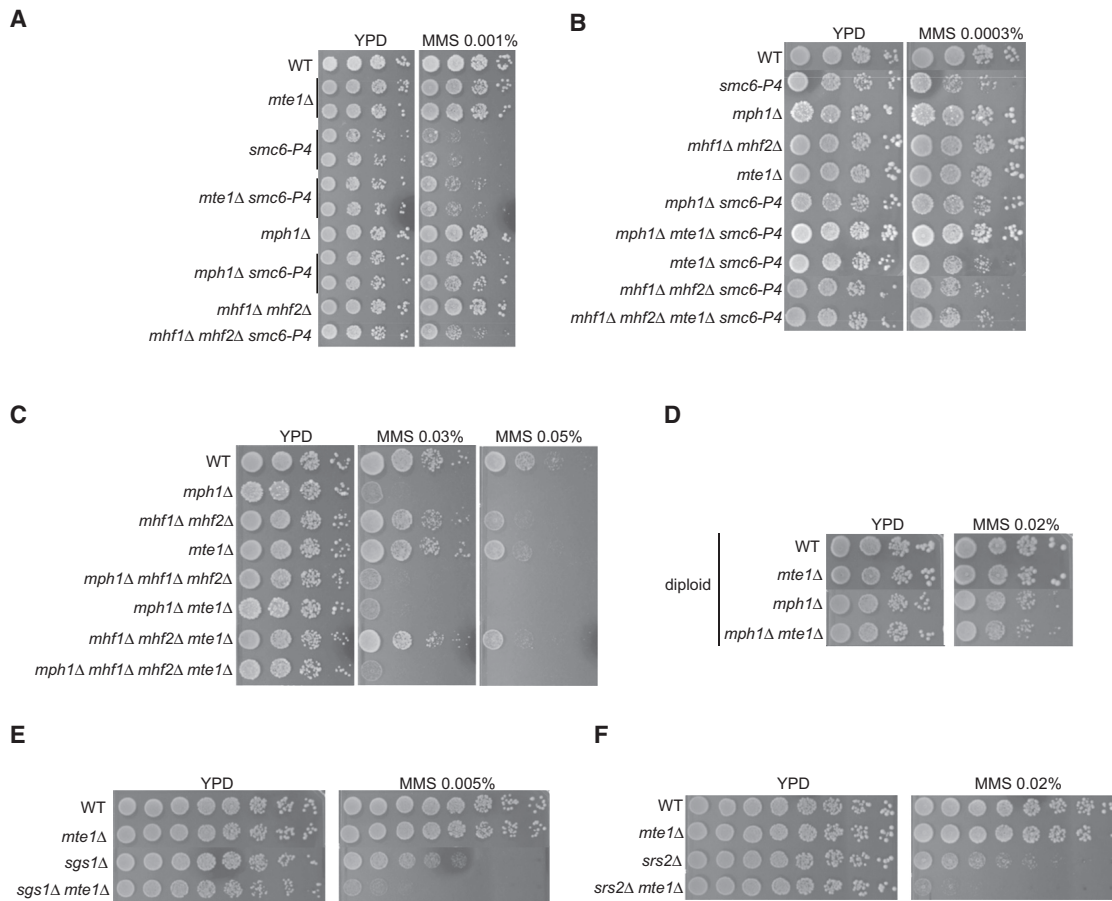 A
YPD MMS 0.001%
WT
mte1Δ
smc6-P4
mte1Δ smc6-P4
mph1Δ
mph1Δ smc6-P4
mhf1Δ mhf2Δ
mhf1Δ mhf2Δ smc6-P4
B
YPD MMS 0.0003%
WT
smc6-P4
mph1Δ
mhf1Δ mhf2Δ
mte1Δ
mph1Δ smc6-P4
mph1Δ mte1Δ smc6-P4
mte1Δ smc6-P4
mhf1Δ mhf2Δ smc6-P4
mhf1Δ mhf2Δ mte1Δ smc6-P4
C
YPD MMS 0.03% MMS 0.05%
WT
mph1Δ
mhf1Δ mhf2Δ
mte1Δ
mph1Δ mhf1Δ mhf2Δ
mph1Δ mte1Δ
mhf1Δ mhf2Δ mte1Δ
mph1Δ mhf1Δ mhf2Δ mte1Δ
D
YPD MMS 0.02%
diploid
WT
mte1Δ
mph1Δ
mph1Δ mte1Δ
E
YPD MMS 0.005%
WT
mte1Δ
sgs1Δ
sgs1Δ mte1Δ
F
YPD MMS 0.02%
WT
mte1Δ
srs2Δ
srs2Δ mte1Δ